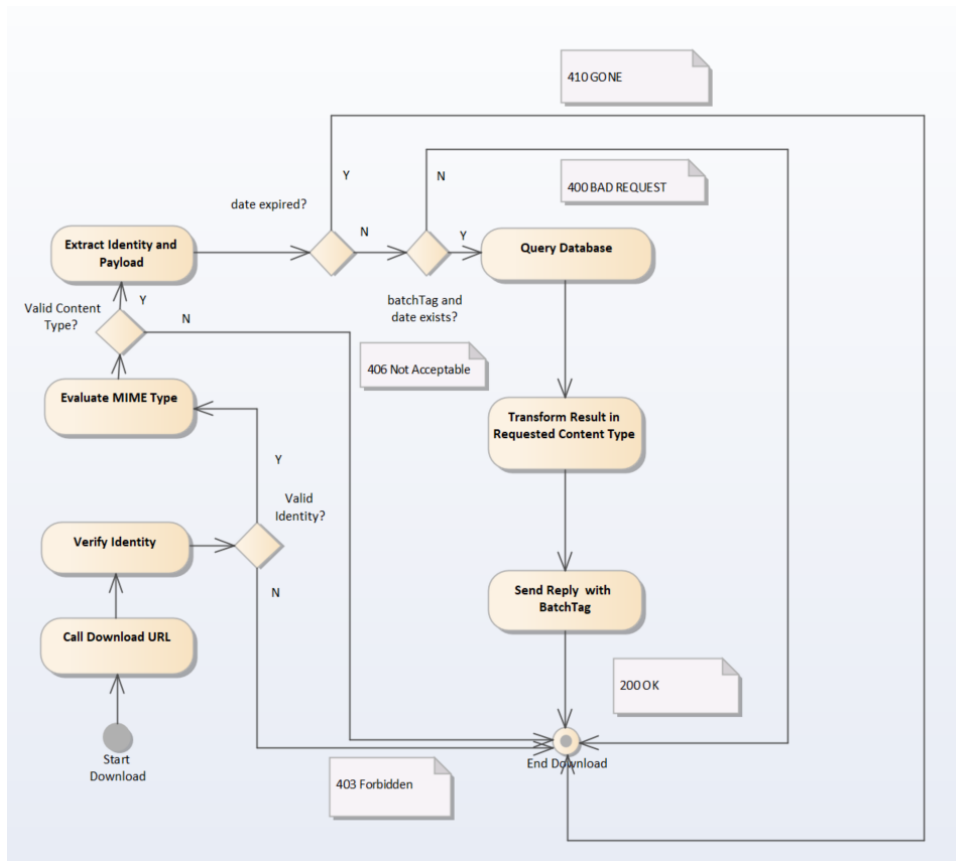 410 GONE
Y
N
400 BAD REQUEST
date expired?
N
Y
Extract Identity and
Payload
Query Database
batchTag and
date exists?
Valid Content
Type?
Y
N
406 Not Acceptable
Evaluate MIME Type
Transform Result in
Requested Content Type
Y
Valid
Identity?
Verify Identity
N
Send Reply with
BatchTag
Call Download URL
200 OK
Start
Download
End Download
403 Forbidden